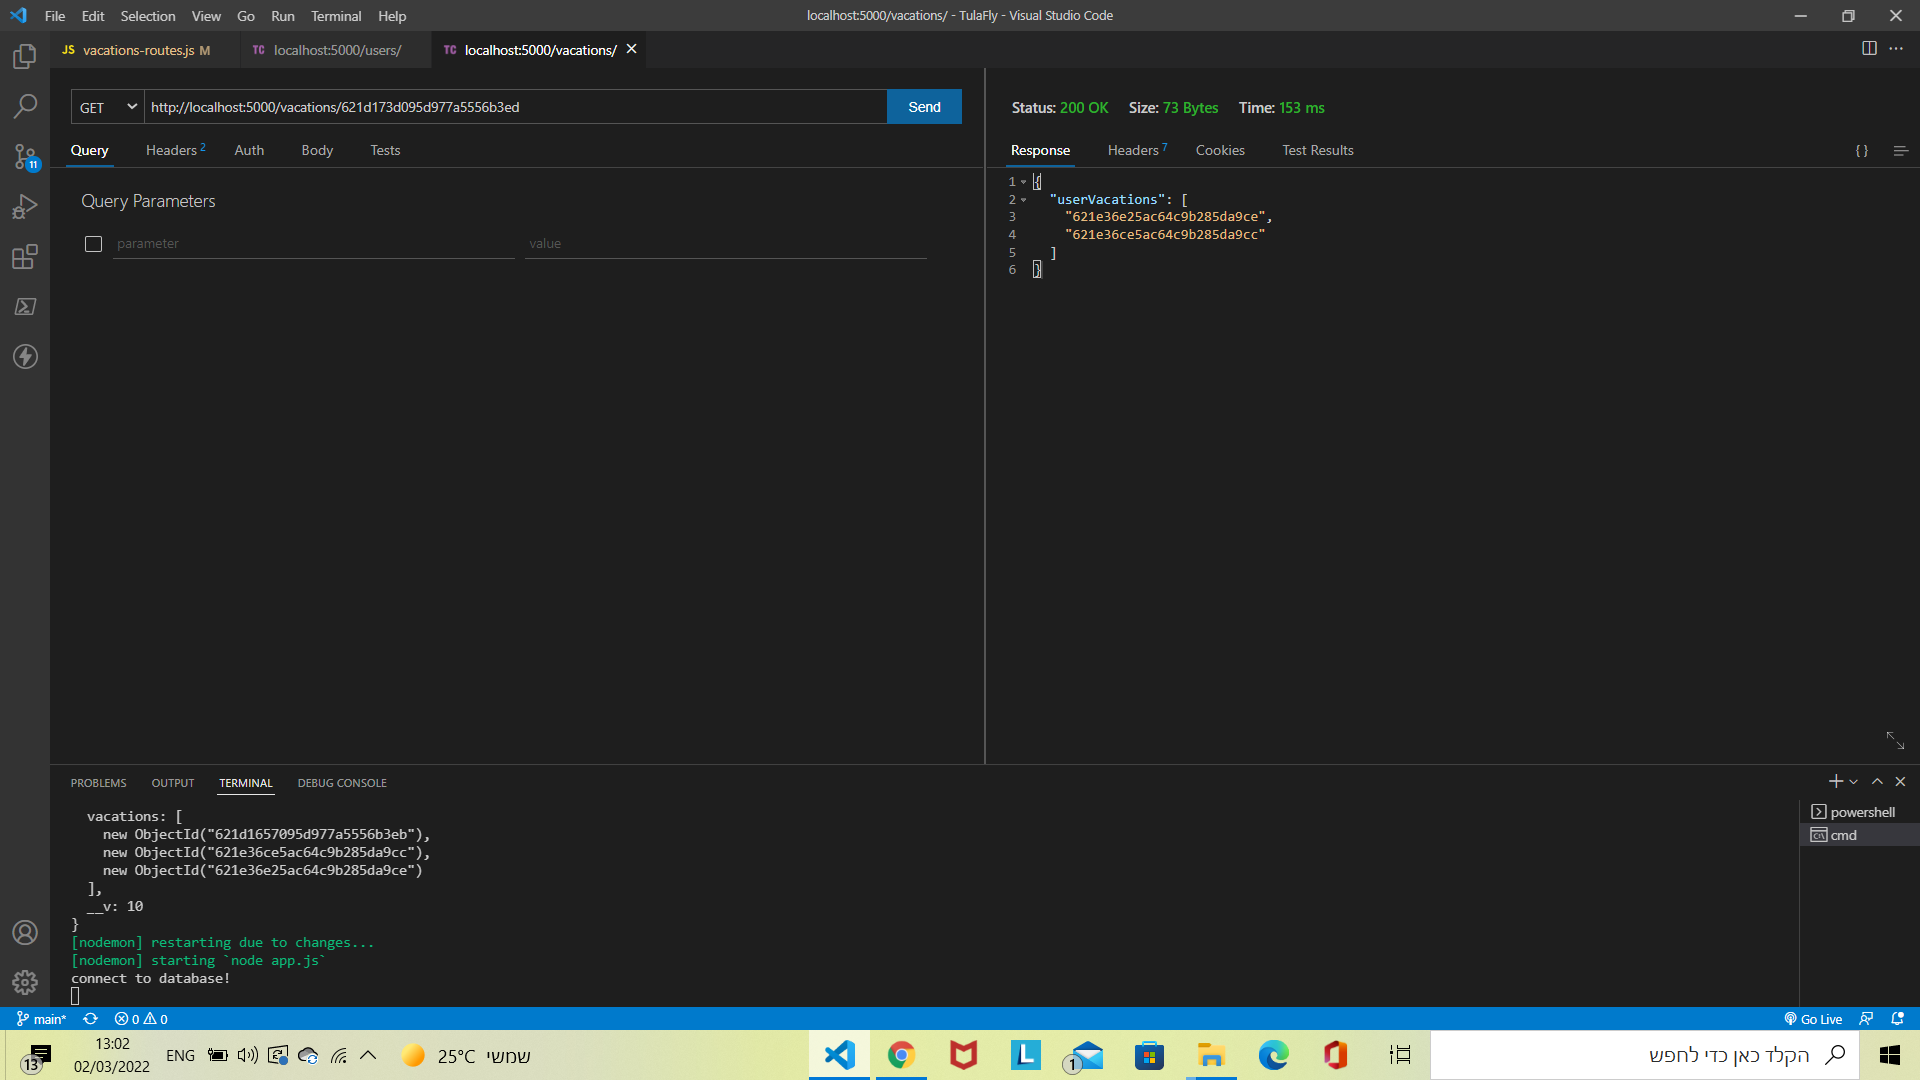 File Edit Selection View Go Run Terminal Help
localhost:5000/vacations/ - TulaFly - Visual Studio Code
JS vacations-routes.js M
TC localhost:5000/users/
TC localhost:5000/vacations/
GET http://localhost:5000/vacations/621d173d095d977a5556b3ed Send
Query Headers 2 Auth Body Tests
Query Parameters
parameter value
Status: 200 OK Size: 73 Bytes Time: 153 ms
Response Headers 7 Cookies Test Results
{ }
1 {
2 "userVacations": [
3 "621e36e25ac64c9b285da9ce",
4 "621e36ce5ac64c9b285da9cc"
5 ]
6 }
11
PROBLEMS OUTPUT TERMINAL DEBUG CONSOLE
vacations: [
new ObjectId("621d1657095d977a5556b3eb"),
new ObjectId("621e36ce5ac64c9b285da9cc"),
new ObjectId("621e36e25ac64c9b285da9ce")
],
__v: 10
}
[nodemon] restarting due to changes...
[nodemon] starting `node app.js`
connect to database!
powershell
cmd
main* 0 0
Go Live
13
13:02
02/03/2022
ENG
25°C שמשי
L
1
הקלד כאן כדי לחפש